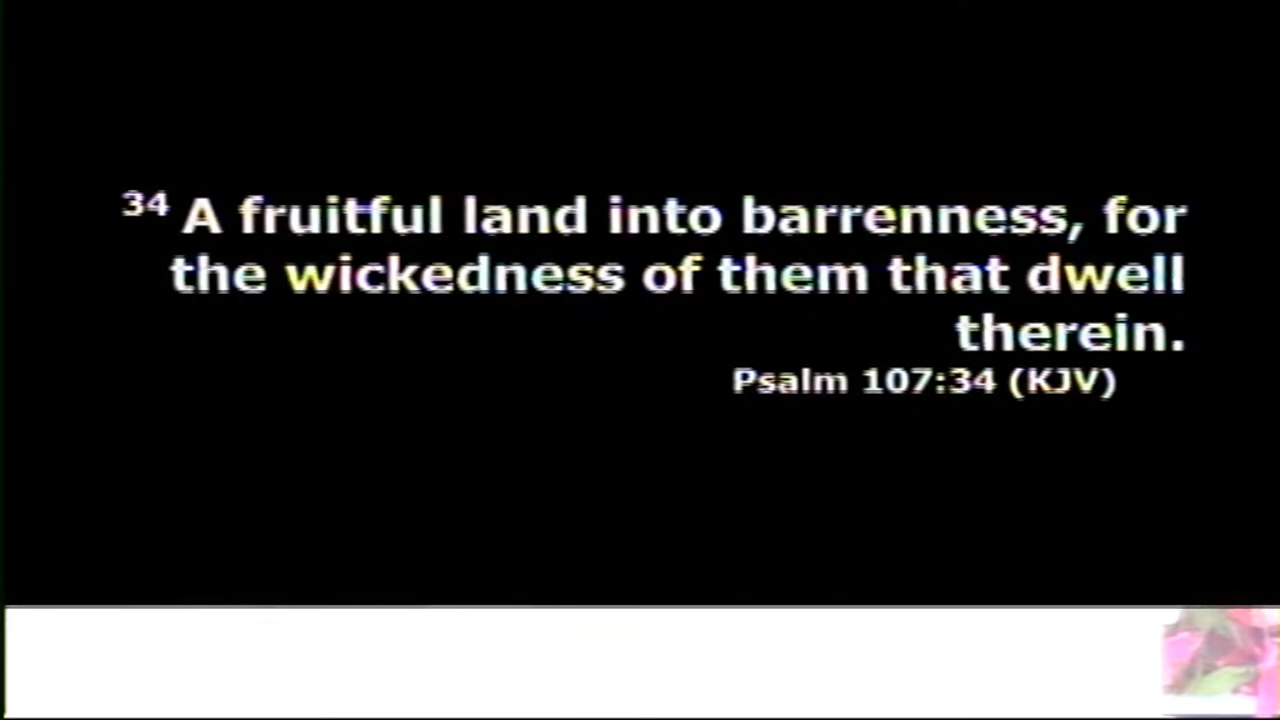 34 A fruitful land into barrenness, for
the wickedness of them that dwell
therein.
Psalm 107:34 (KJV)